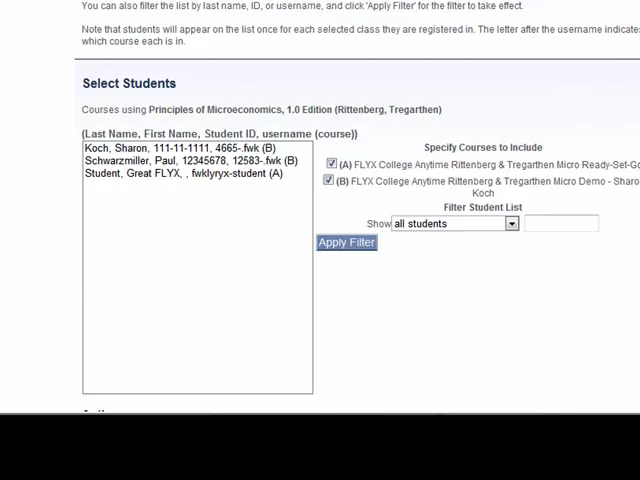 You can also filter the list by last name, ID, or username, and click 'Apply Filter' for the filter to take effect.
Note that students will appear on the list once for each selected class they are registered in. The letter after the username indicates
which course each is in.
Select Students
Courses using Principles of Microeconomics, 1.0 Edition (Rittenberg, Tregarthen)
(Last Name, First Name, Student ID, username (course))
Koch, Sharon, 111-11-1111, 4665-.fwk (B)
Schwarzmiller, Paul, 12345678, 12583-.fwk (B)
Student, Great FLYX, , fwklyryx-student (A)
Specify Courses to Include
(A) FLYX College Anytime Rittenberg & Tregarthen Micro Ready-Set-Go
(B) FLYX College Anytime Rittenberg & Tregarthen Micro Demo - Sharo
Koch
Filter Student List
Show all students
Apply Filter